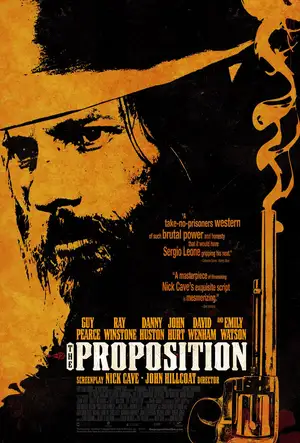 "A
take-no-prisoners western
of such brutal power and honesty
that it would have
Sergio Leone gripping his seat."
"A masterpiece of threatening
Nick Cave's exquisite script
is mesmerizing."
GUY PEARCE RAY WINSTONE DANNY HUSTON JOHN HURT DAVID WENHAM AND EMILY WATSON
THE PROPOSITION
SCREENPLAY NICK CAVE · JOHN HILLCOAT DIRECTOR